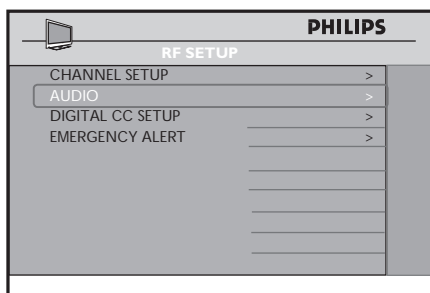 PHILIPS
RF SETUP
CHANNEL SETUP >
AUDIO >
DIGITAL CC SETUP >
EMERGENCY ALERT >